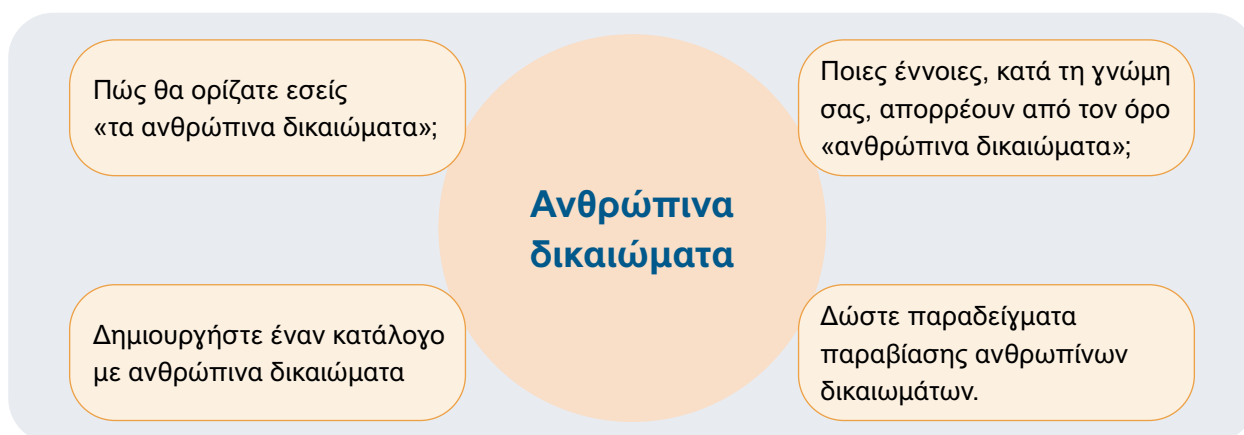 Πώς θα ορίζατε εσείς
«τα ανθρώπινα δικαιώματα»;
Ποιες έννοιες, κατά τη γνώμη
σας, απορρέουν από τον όρο
«ανθρώπινα δικαιώματα»;
Ανθρώπινα
δικαιώματα
Δημιουργήστε έναν κατάλογο
με ανθρώπινα δικαιώματα
Δώστε παραδείγματα
παραβίασης ανθρωπίνων
δικαιωμάτων.